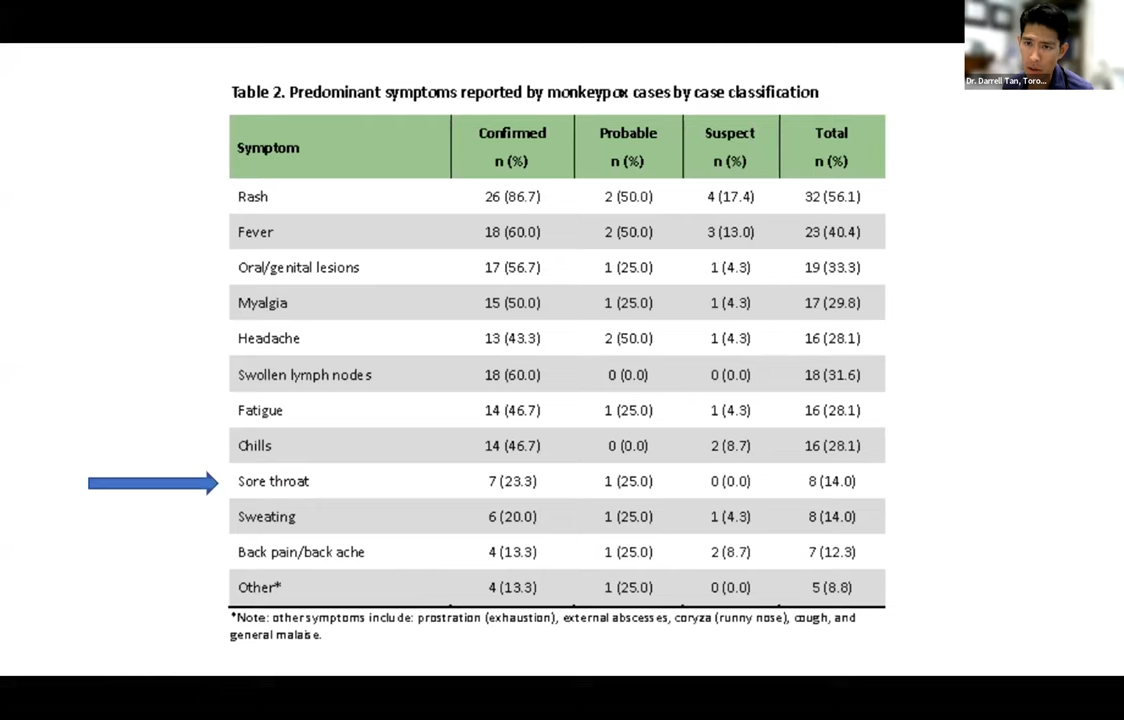 Dr. Darrell Tan, Toro...
Table 2. Predominant symptoms reported by monkeypox cases by case classification
Symptom Confirmed n (%) Probable n (%) Suspect n (%) Total n (%)
Rash 26 (86.7) 2 (50.0) 4 (17.4) 32 (56.1)
Fever 18 (60.0) 2 (50.0) 3 (13.0) 23 (40.4)
Oral/genital lesions 17 (56.7) 1 (25.0) 1 (4.3) 19 (33.3)
Myalgia 15 (50.0) 1 (25.0) 1 (4.3) 17 (29.8)
Headache 13 (43.3) 2 (50.0) 1 (4.3) 16 (28.1)
Swollen lymph nodes 18 (60.0) 0 (0.0) 0 (0.0) 18 (31.6)
Fatigue 14 (46.7) 1 (25.0) 1 (4.3) 16 (28.1)
Chills 14 (46.7) 0 (0.0) 2 (8.7) 16 (28.1)
Sore throat 7 (23.3) 1 (25.0) 0 (0.0) 8 (14.0)
Sweating 6 (20.0) 1 (25.0) 1 (4.3) 8 (14.0)
Back pain/back ache 4 (13.3) 1 (25.0) 2 (8.7) 7 (12.3)
Other* 4 (13.3) 1 (25.0) 0 (0.0) 5 (8.8)
*Note: other symptoms include: prostration (exhaustion), external abscesses, coryza (runny nose), cough, and
general malaise.